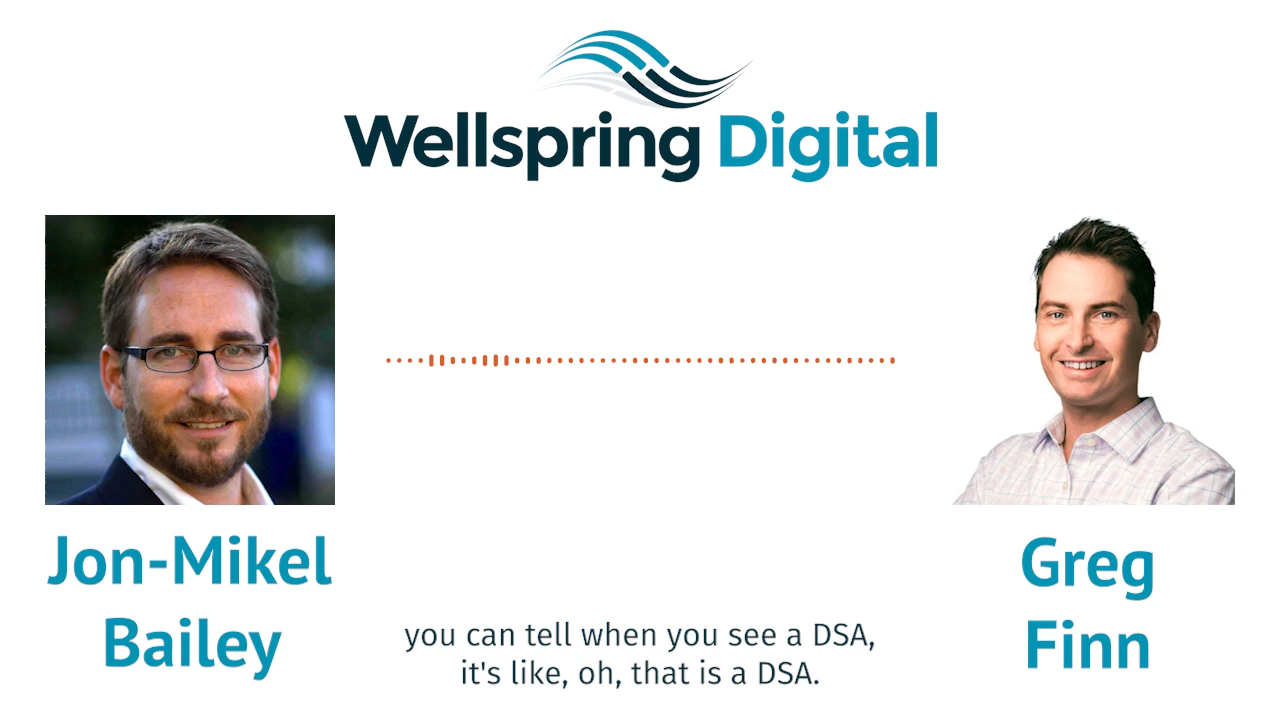 Wellspring Digital
Jon-Mikel
Bailey
Greg
Finn
you can tell when you see a DSA,
it's like, oh, that is a DSA.